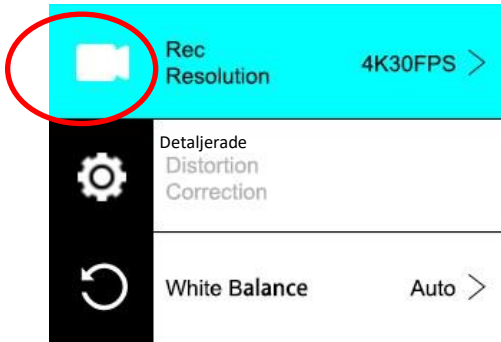 Rec
Resolution
4K30FPS >
Detaljerade
Distortion
Correction
White Balance
Auto >